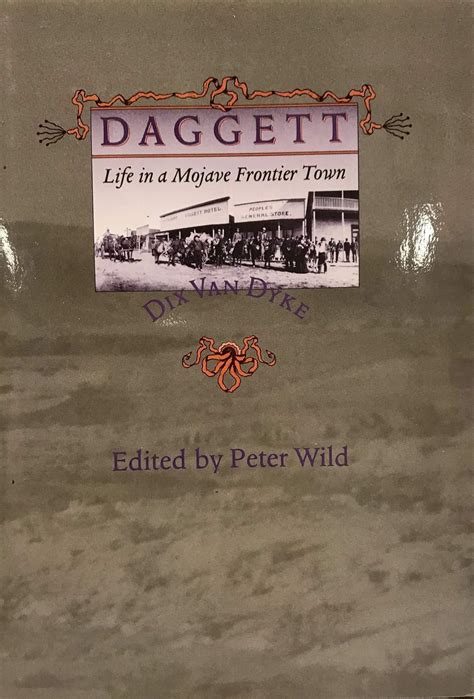 DAGGETT
Life in a Mojave Frontier Town
DAGGETT HOTEL
PEOPLES
GENERAL STORE
DIX VAN DYKE
Edited by Peter Wild